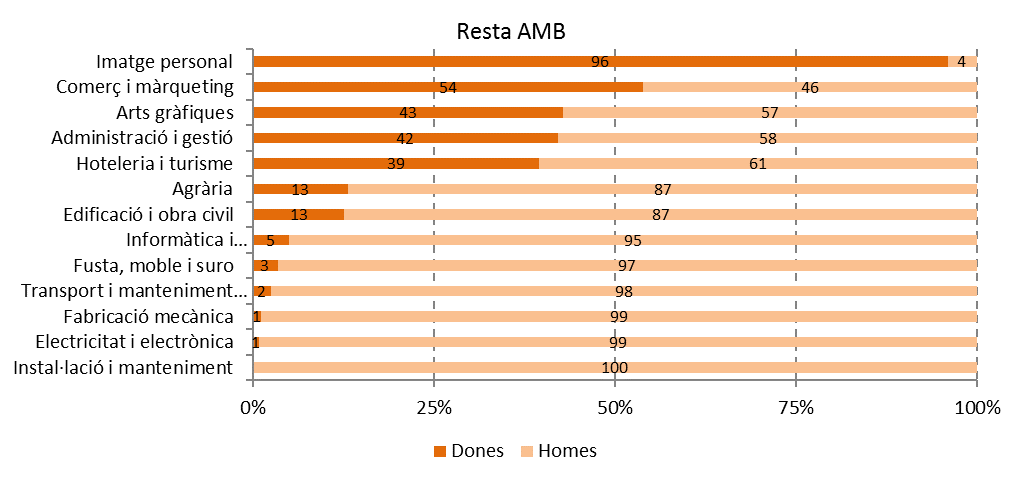 Resta AMB
Imatge personal 96 4
Comerç i màrqueting 54 46
Arts gràfiques 43 57
Administració i gestió 42 58
Hoteleria i turisme 39 61
Agrària 13 87
Edificació i obra civil 13 87
Informàtica i... 5 95
Fusta, moble i suro 3 97
Transport i manteniment... 2 98
Fabricació mecànica 1 99
Electricitat i electrònica 1 99
Instal·lació i manteniment 100
0% 25% 50% 75% 100%
Dones Homes